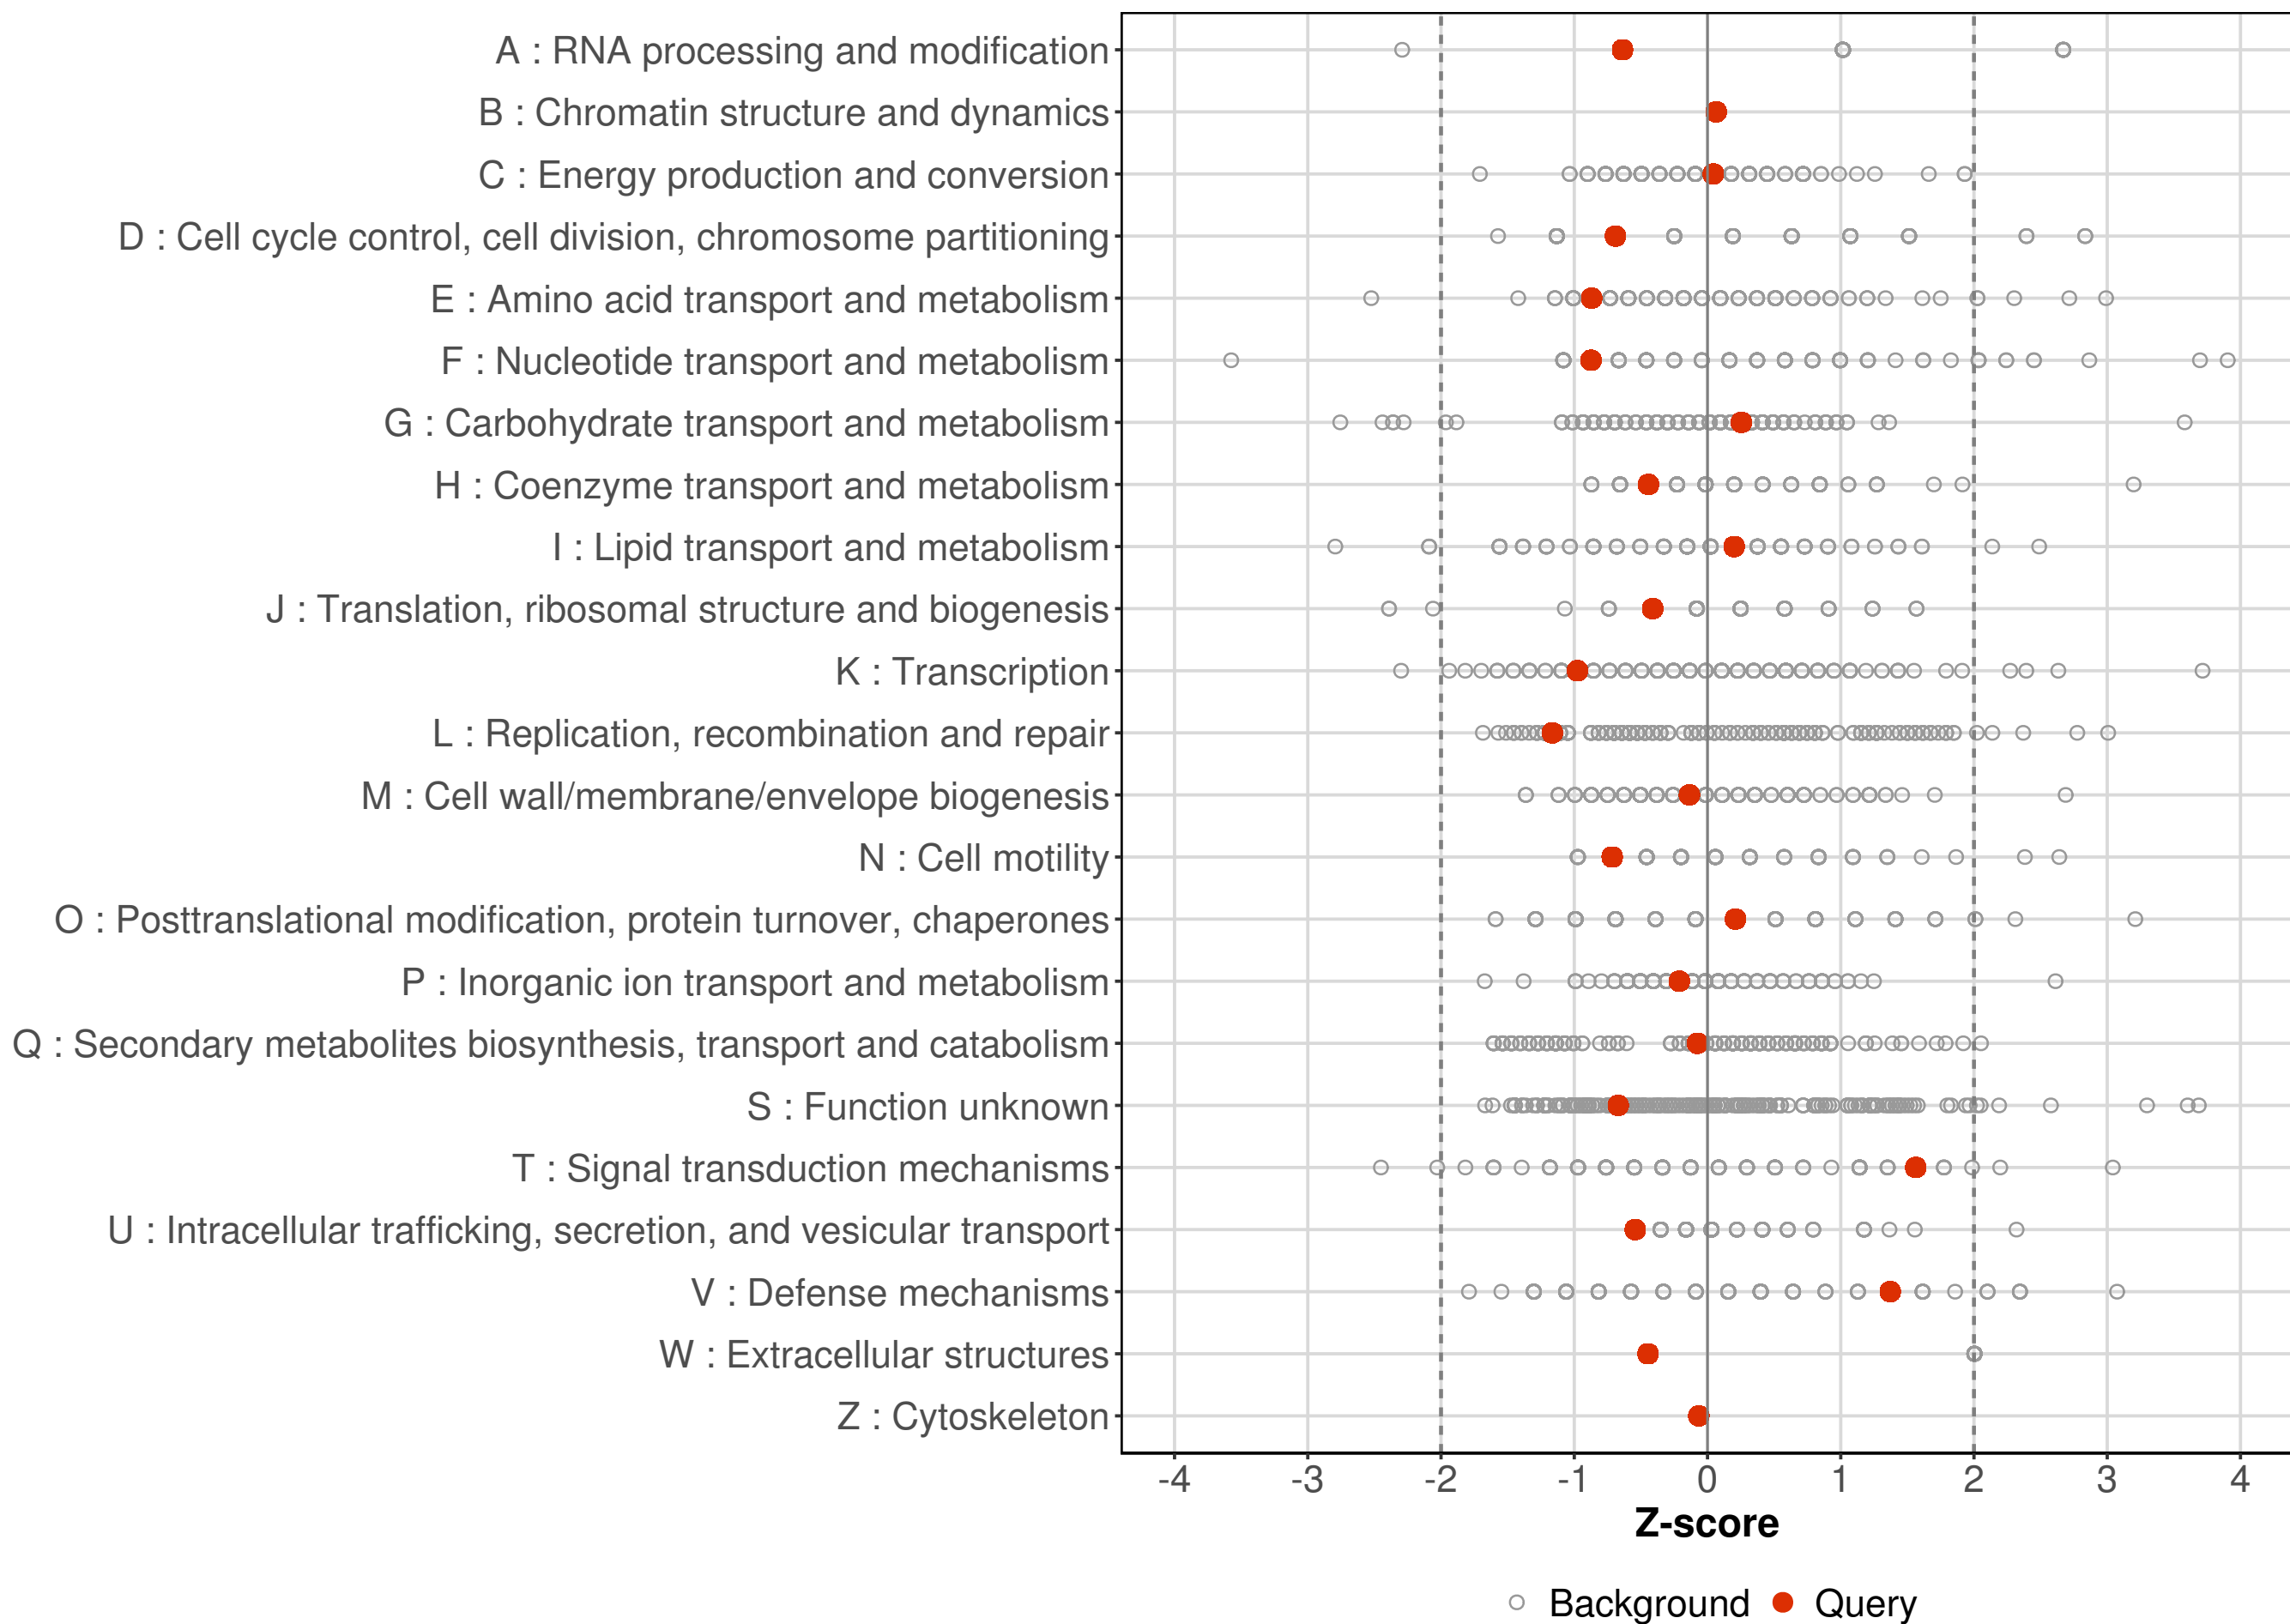 A : RNA processing and modification
B : Chromatin structure and dynamics
C : Energy production and conversion
D : Cell cycle control, cell division, chromosome partitioning
E : Amino acid transport and metabolism
F : Nucleotide transport and metabolism
G : Carbohydrate transport and metabolism
H : Coenzyme transport and metabolism
I : Lipid transport and metabolism
J : Translation, ribosomal structure and biogenesis
K : Transcription
L : Replication, recombination and repair
M : Cell wall/membrane/envelope biogenesis
N : Cell motility
O : Posttranslational modification, protein turnover, chaperones
P : Inorganic ion transport and metabolism
Q : Secondary metabolites biosynthesis, transport and catabolism
S : Function unknown
T : Signal transduction mechanisms
U : Intracellular trafficking, secretion, and vesicular transport
V : Defense mechanisms
W : Extracellular structures
Z : Cytoskeleton
-4 -3 -2 -1 0 1 2 3 4
Z-score
Background Query